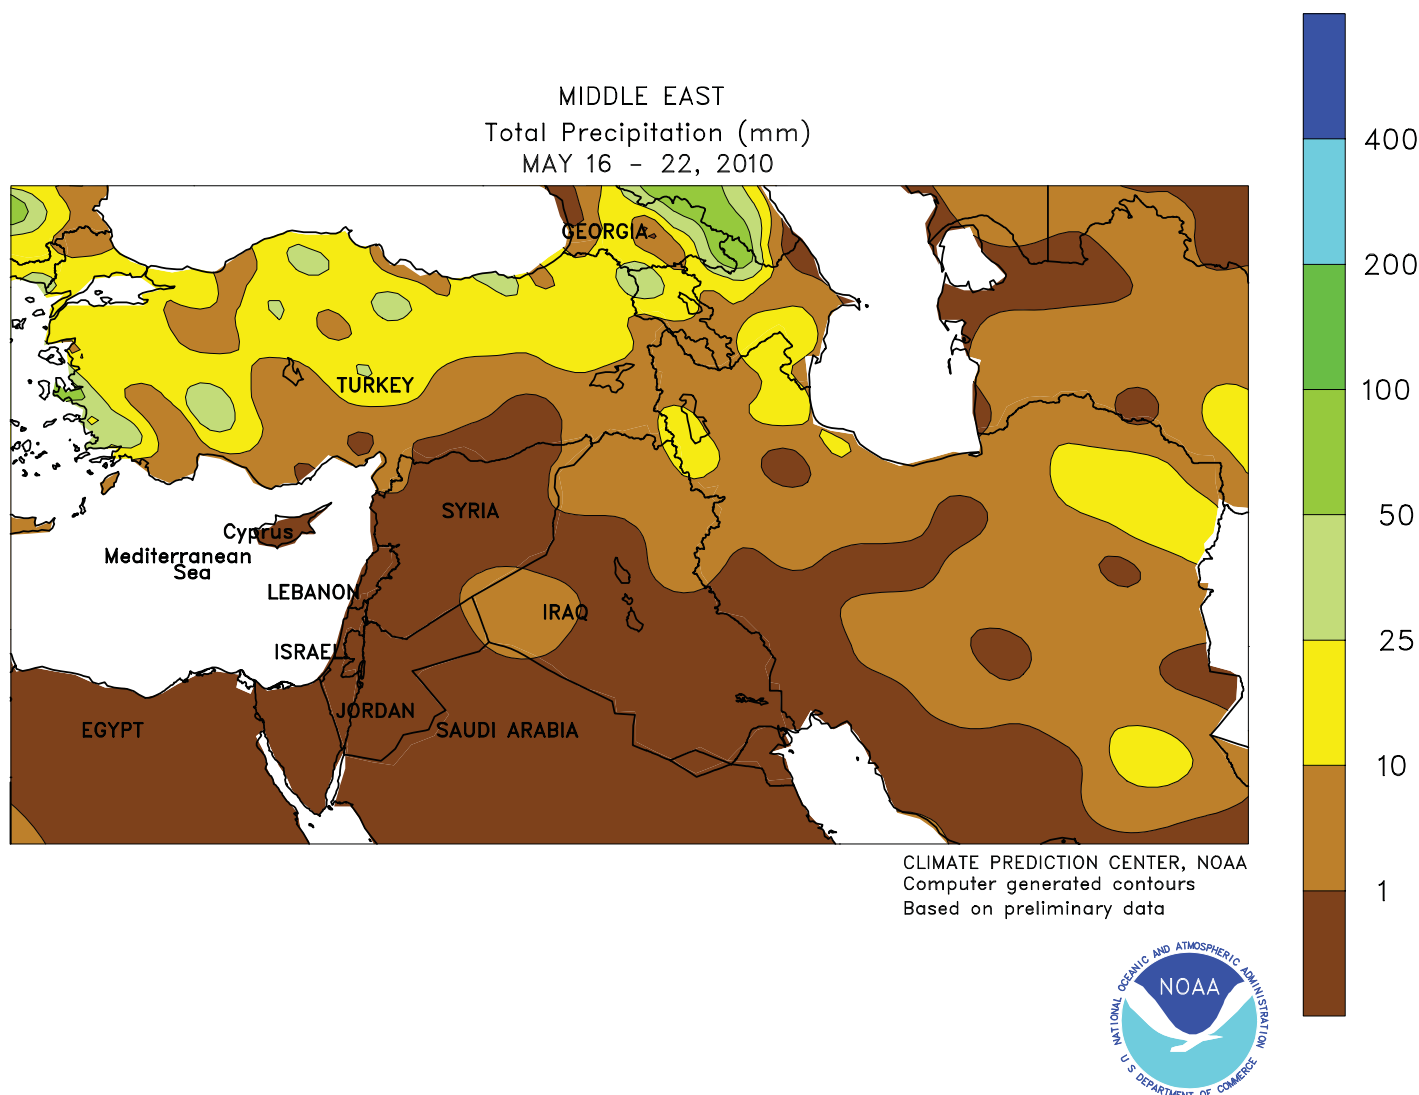 MIDDLE EAST
Total Precipitation (mm)
MAY 16 - 22, 2010
400
200
100
50
25
10
1
GEORGIA
TURKEY
SYRIA
Cyprus
Mediterranean
Sea
LEBANON
IRAQ
ISRAEL
JORDAN
EGYPT
SAUDI ARABIA
CLIMATE PREDICTION CENTER, NOAA
Computer generated contours
Based on preliminary data
NATIONAL OCEANIC AND ATMOSPHERIC ADMINISTRATION
NOAA
U S DEPARTMENT OF COMMERCE